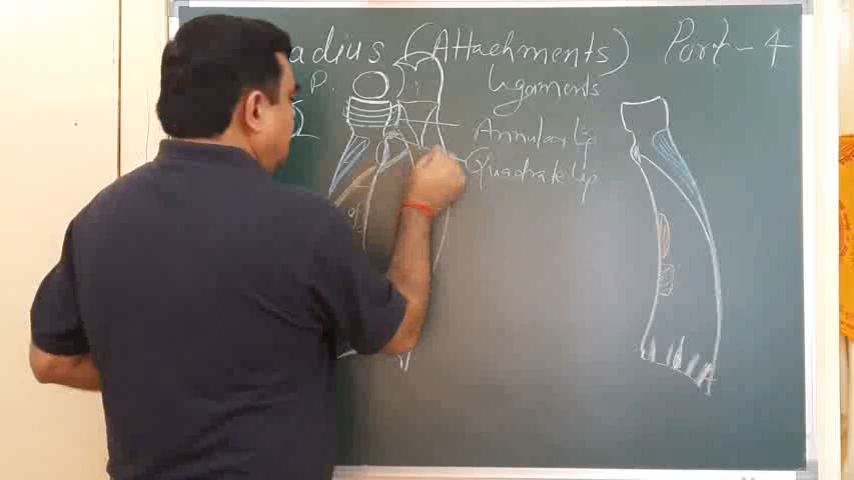 adius (Attachments) Part - 4
P.
Ligaments
Annular Lig
Quadrate Lig